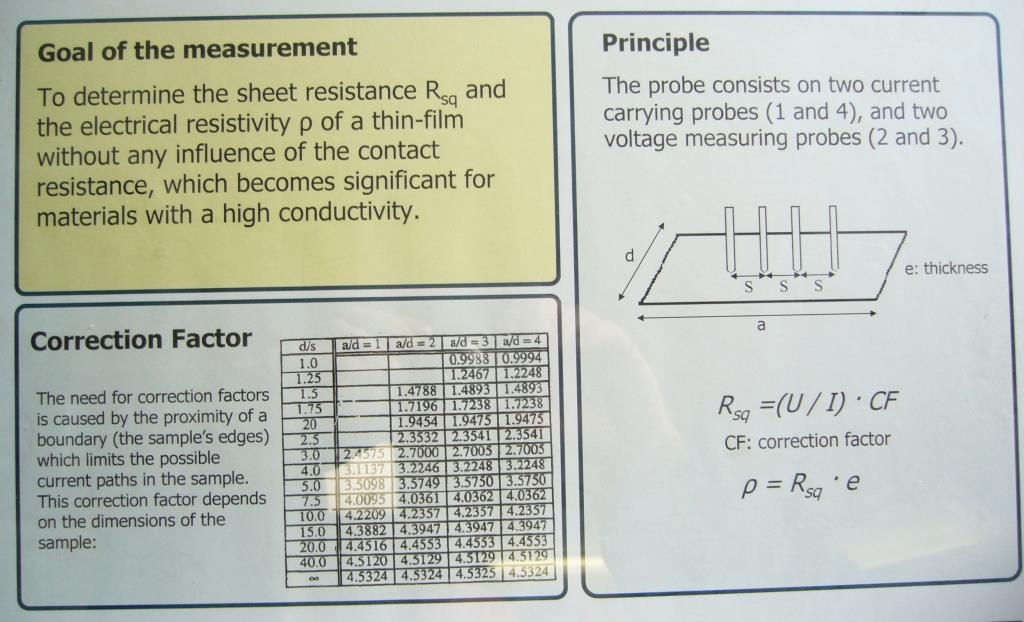 Goal of the measurement
To determine the sheet resistance Rsq and
the electrical resistivity ρ of a thin-film
without any influence of the contact
resistance, which becomes significant for
materials with a high conductivity.
Correction Factor
The need for correction factors
is caused by the proximity of a
boundary (the sample's edges)
which limits the possible
current paths in the sample.
This correction factor depends
on the dimensions of the
sample:
d/s a/d = 1 a/d = 2 a/d = 3 a/d = 4
1.0 0.9988 0.9994
1.25 1.2467 1.2248
1.5 1.4788 1.4893 1.4893
1.75 1.7196 1.7238 1.7238
20 1.9454 1.9475 1.9475
2.5 2.3532 2.3541 2.3541
3.0 2.4575 2.7000 2.7005 2.7005
4.0 3.1137 3.2246 3.2248 3.2248
5.0 3.5098 3.5749 3.5750 3.5750
7.5 4.0095 4.0361 4.0362 4.0362
10.0 4.2209 4.2357 4.2357 4.2357
15.0 4.3882 4.3947 4.3947 4.3947
20.0 4.4516 4.4553 4.4553 4.4553
40.0 4.5120 4.5129 4.5129 4.5129
∞ 4.5324 4.5324 4.5325 4.5324
Principle
The probe consists on two current
carrying probes (1 and 4), and two
voltage measuring probes (2 and 3).
d
S S S
e: thickness
a
Rsq =(U / I) · CF
CF: correction factor
ρ = Rsq · e